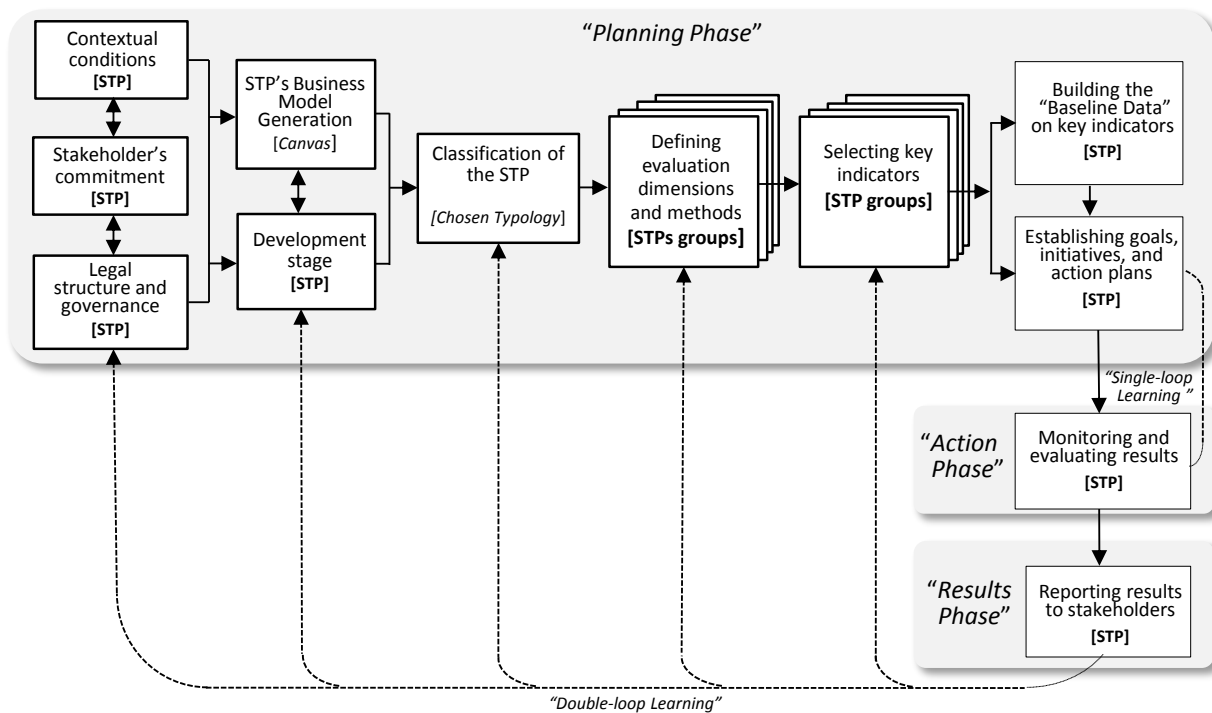 “Planning Phase”
Contextual
conditions
[STP]
Stakeholder’s
commitment
[STP]
Legal
structure and
governance
[STP]
STP’s Business
Model
Generation
[Canvas]
Development
stage
[STP]
Classification of
the STP
[Chosen Typology]
Defining
evaluation
dimensions
and methods
[STPs groups]
Selecting key
indicators
[STP groups]
Building the
“Baseline Data”
on key indicators
[STP]
Establishing goals,
initiatives, and
action plans
[STP]
“Single-loop
Learning ”
“Action
Phase”
Monitoring and
evaluating results
[STP]
“Results
Phase”
Reporting results
to stakeholders
[STP]
“Double-loop Learning”